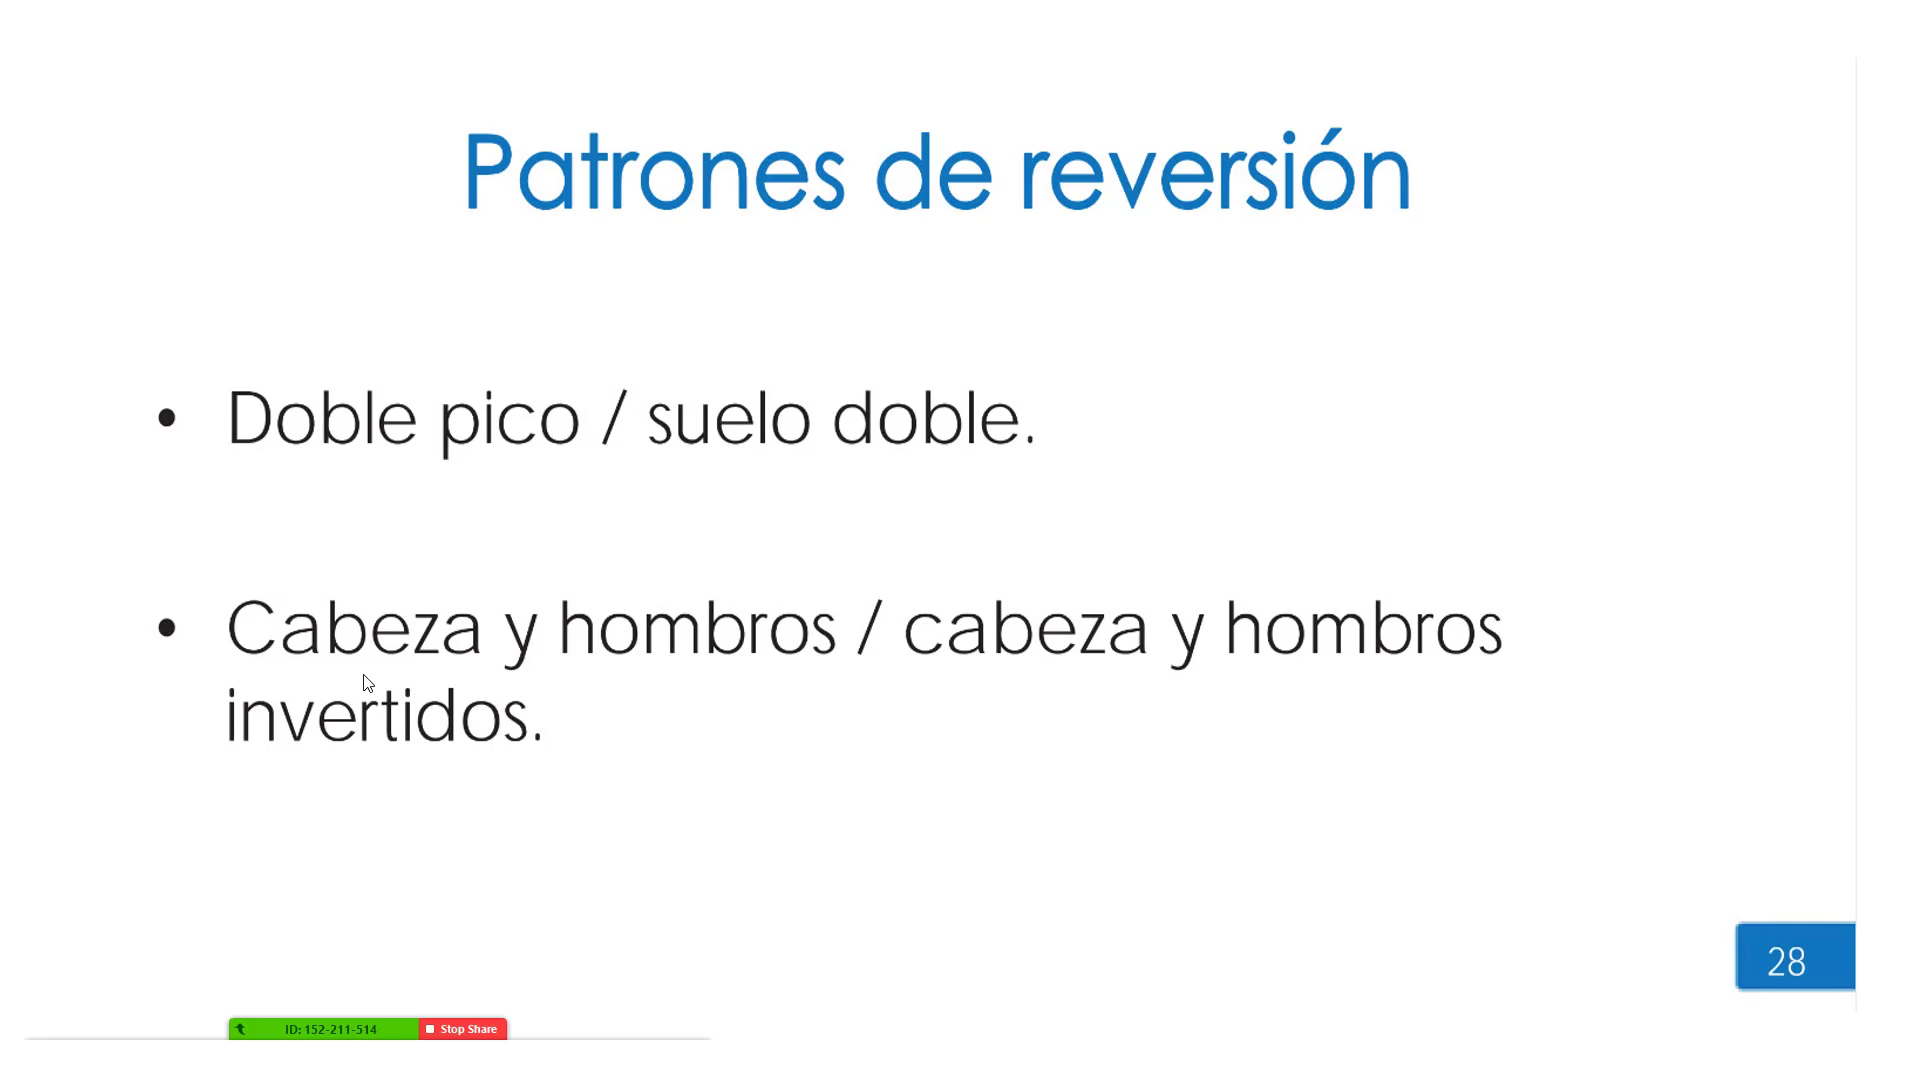 Patrones de reversión
• Doble pico / suelo doble.
• Cabeza y hombros / cabeza y hombros
invertidos.
28
ID: 152-211-514 Stop Share